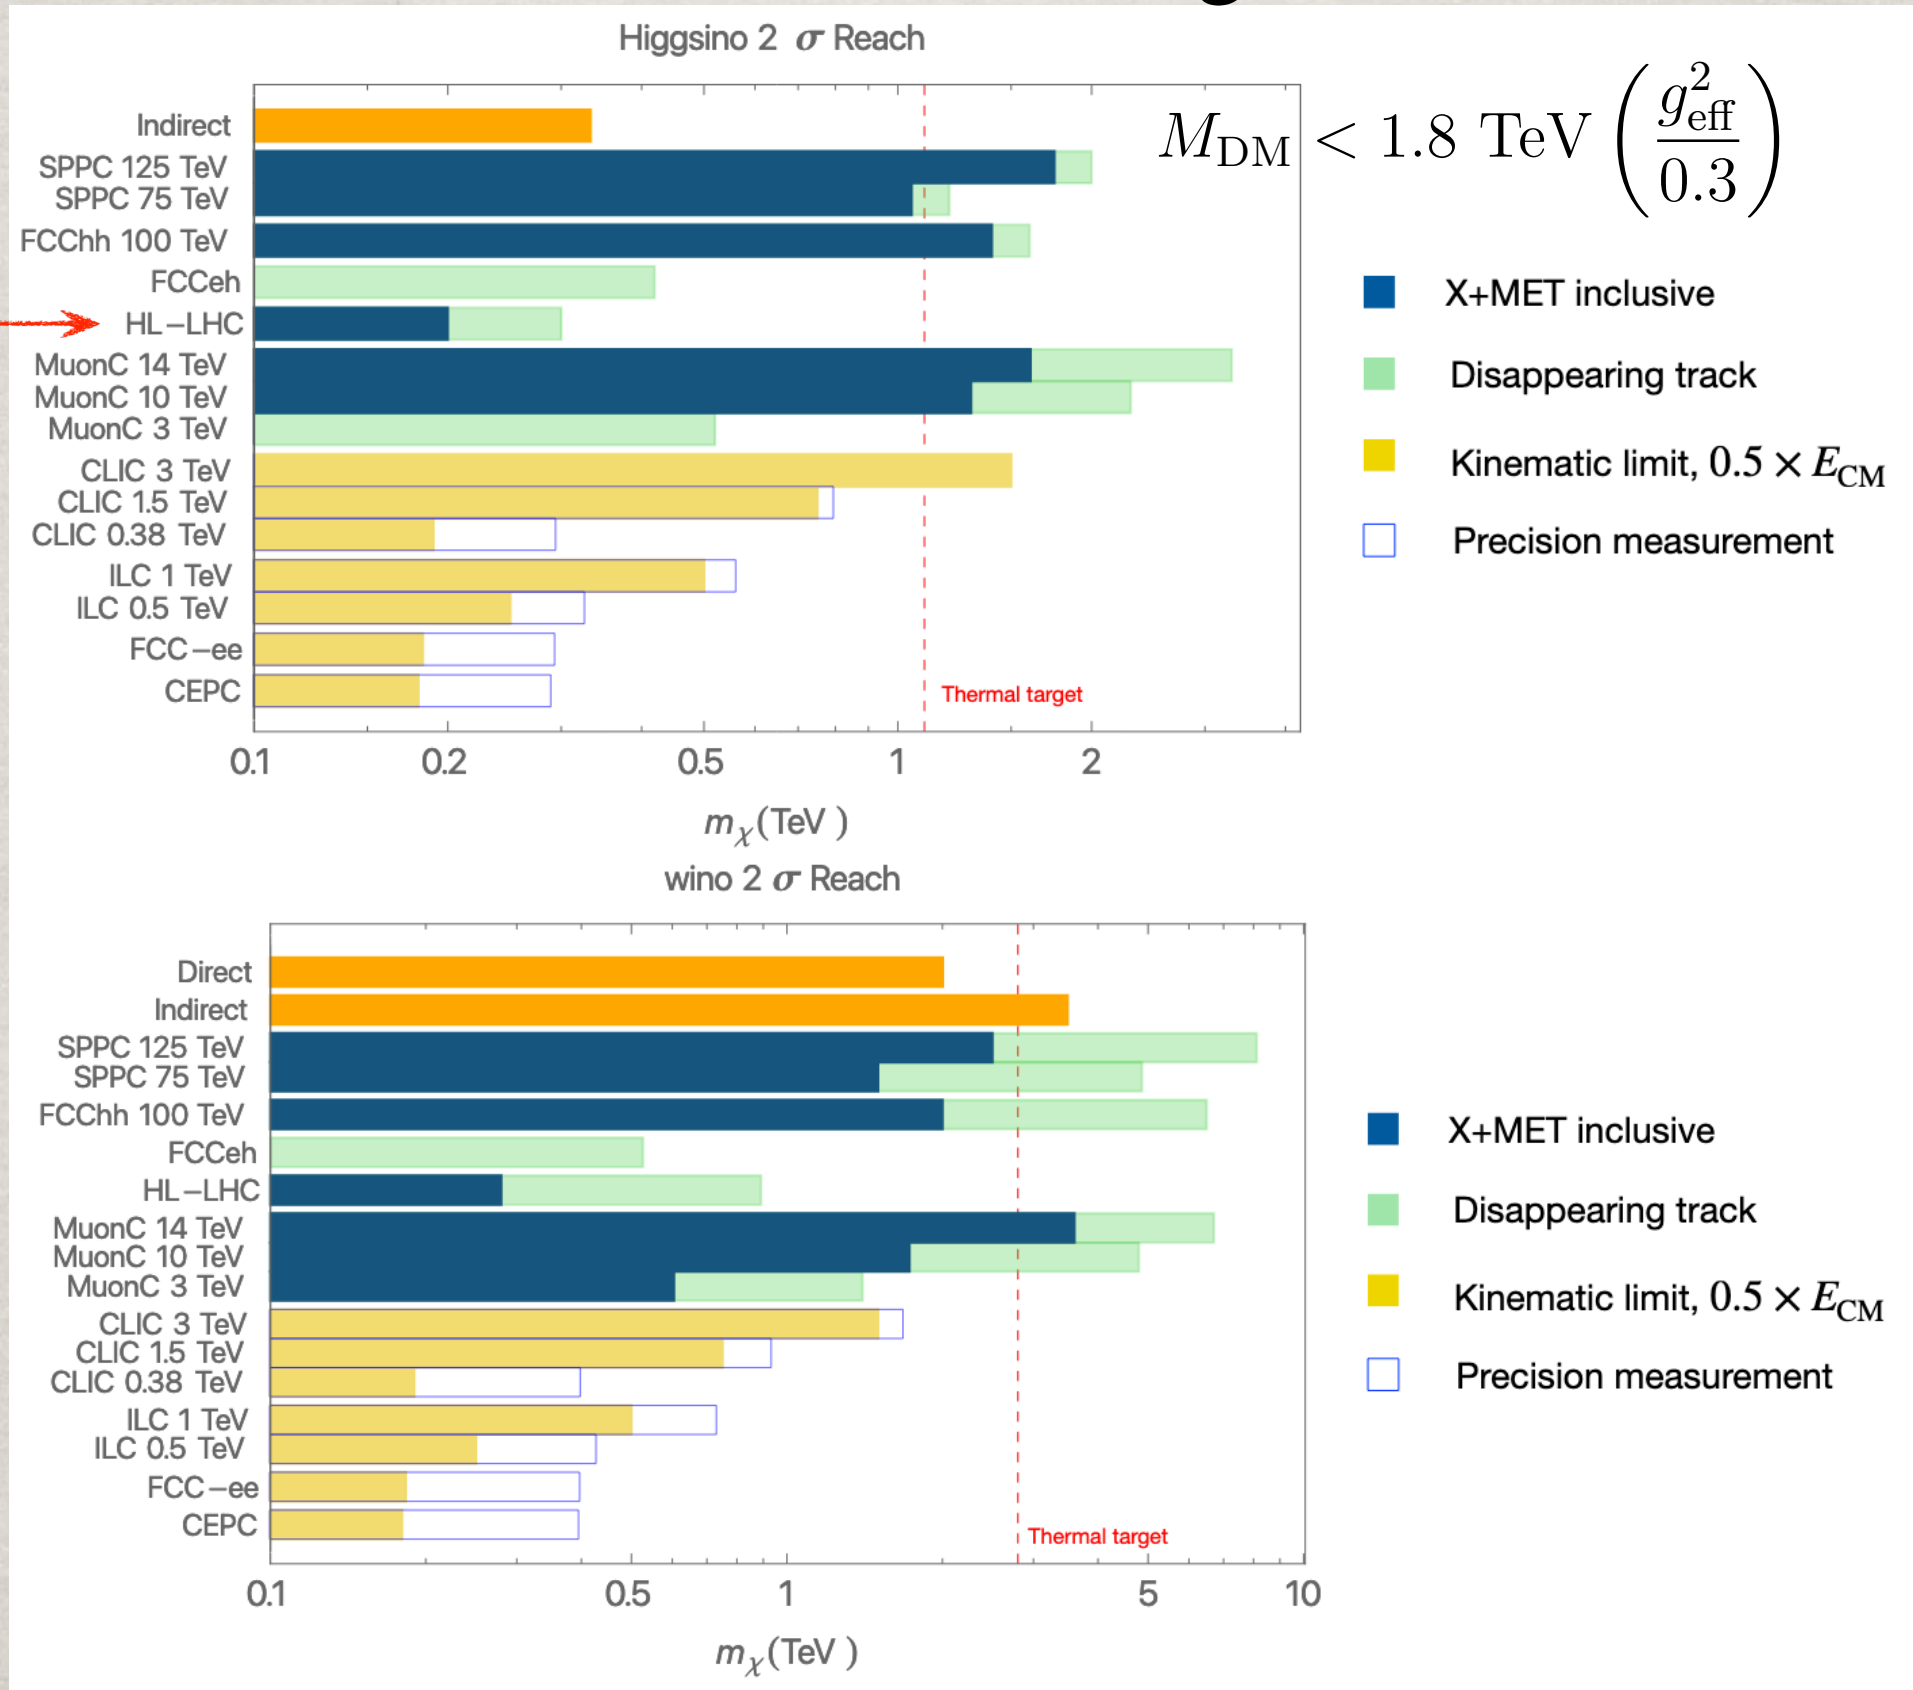 Higgsino 2 σ Reach
M_DM < 1.8 TeV (g²_eff / 0.3)
Indirect
SPPC 125 TeV
SPPC 75 TeV
FCChh 100 TeV
FCCeh
HL-LHC
MuonC 14 TeV
MuonC 10 TeV
MuonC 3 TeV
CLIC 3 TeV
CLIC 1.5 TeV
CLIC 0.38 TeV
ILC 1 TeV
ILC 0.5 TeV
FCC-ee
CEPC
Thermal target
0.1 0.2 0.5 1 2
m_χ(TeV)
X+MET inclusive
Disappearing track
Kinematic limit, 0.5 × E_CM
Precision measurement
wino 2 σ Reach
Direct
Indirect
SPPC 125 TeV
SPPC 75 TeV
FCChh 100 TeV
FCCeh
HL-LHC
MuonC 14 TeV
MuonC 10 TeV
MuonC 3 TeV
CLIC 3 TeV
CLIC 1.5 TeV
CLIC 0.38 TeV
ILC 1 TeV
ILC 0.5 TeV
FCC-ee
CEPC
Thermal target
0.1 0.5 1 5 10
m_χ(TeV)
X+MET inclusive
Disappearing track
Kinematic limit, 0.5 × E_CM
Precision measurement